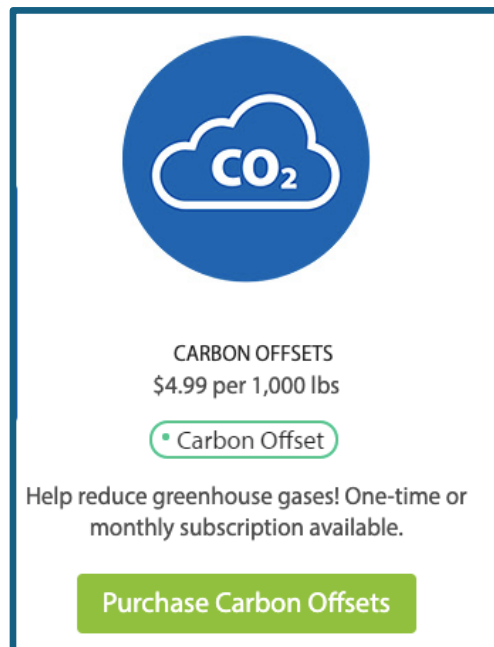 CO₂
CARBON OFFSETS
$4.99 per 1,000 lbs
Carbon Offset
Help reduce greenhouse gases! One-time or
monthly subscription available.
Purchase Carbon Offsets